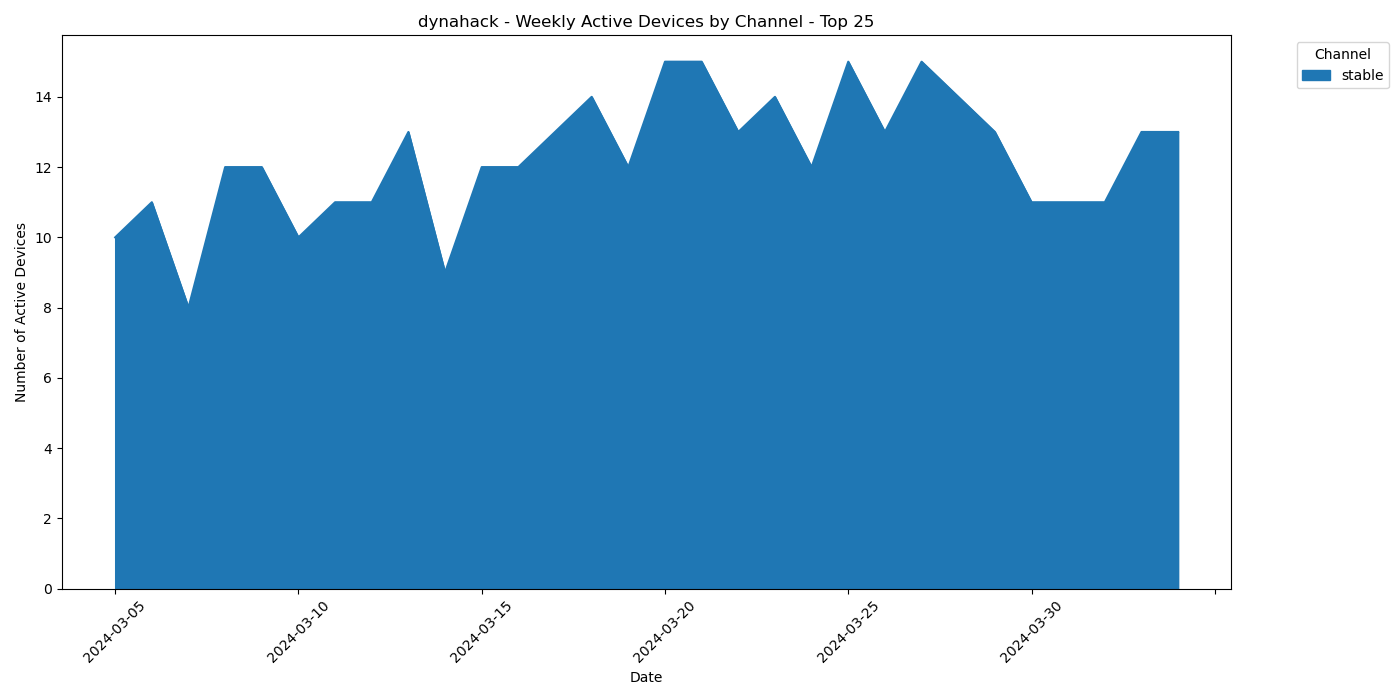 dynahack - Weekly Active Devices by Channel - Top 25
Channel
stable
Number of Active Devices
14
12
10
8
6
4
2
0
2024-03-05
2024-03-10
2024-03-15
2024-03-20
2024-03-25
2024-03-30
Date